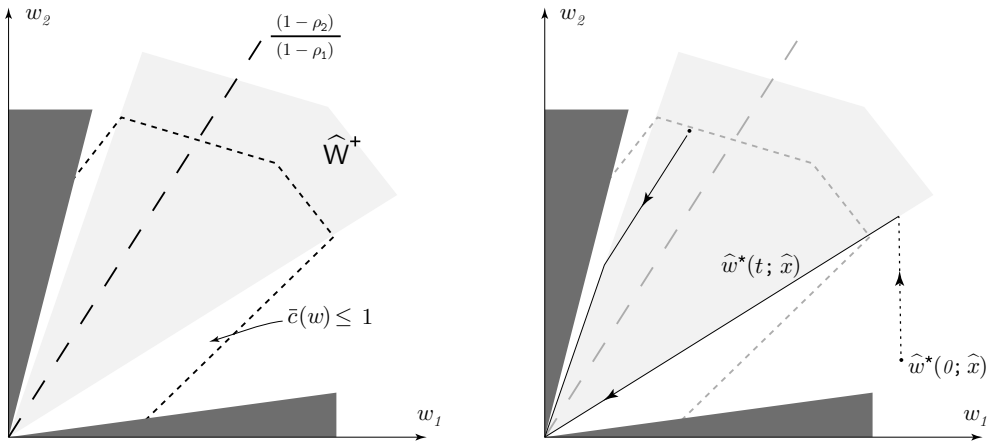 w₂
(1 − ρ₂)
(1 − ρ₁)
Ŵ⁺
c̄(w) ≤ 1
w₁
w₂
ŵ*(t; x̂)
ŵ*(0; x̂)
w₁